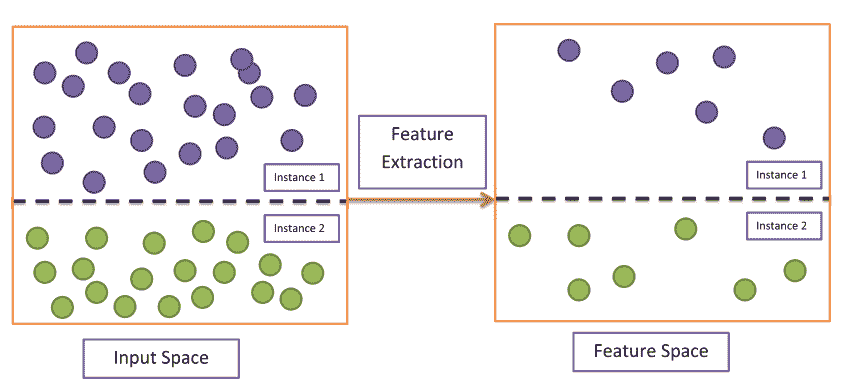 Feature
Extraction
Instance 1
Instance 2
Input Space
Instance 1
Instance 2
Feature Space